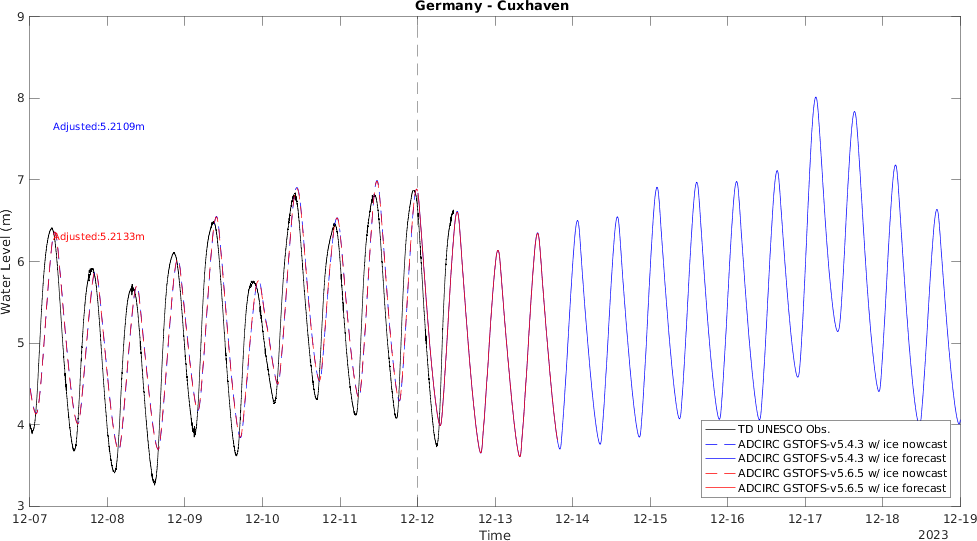 Germany - Cuxhaven
9
8
7
6
5
4
3
Water Level (m)
Adjusted:5.2109m
Adjusted:5.2133m
TD UNESCO Obs.
ADCIRC GSTOFS-v5.4.3 w/ ice nowcast
ADCIRC GSTOFS-v5.4.3 w/ ice forecast
ADCIRC GSTOFS-v5.6.5 w/ ice nowcast
ADCIRC GSTOFS-v5.6.5 w/ ice forecast
12-07 12-08 12-09 12-10 12-11 12-12 12-13 12-14 12-15 12-16 12-17 12-18 12-19
Time
2023